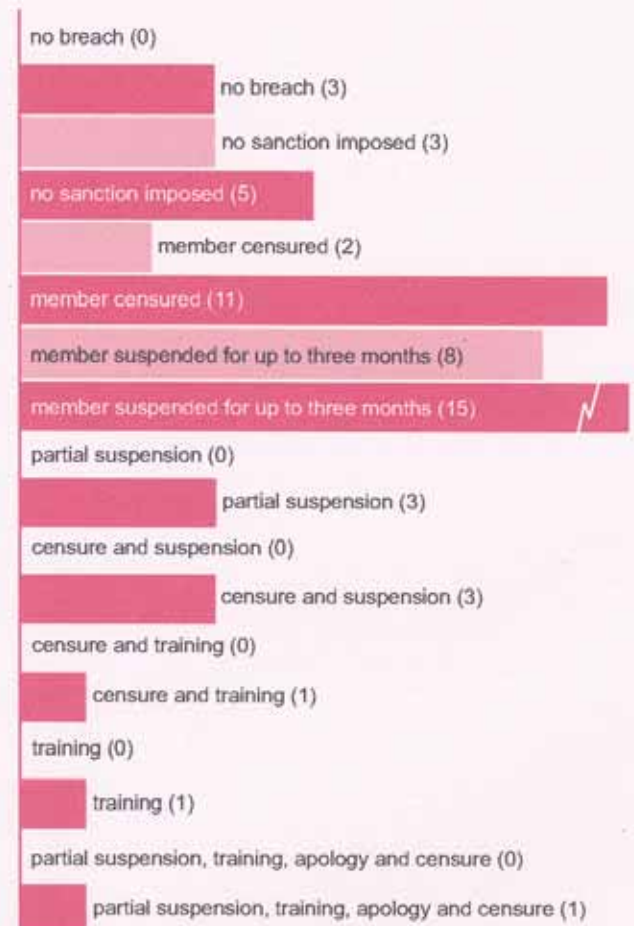 no breach (0)
no breach (3)
no sanction imposed (3)
no sanction imposed (5)
member censured (2)
member censured (11)
member suspended for up to three months (8)
member suspended for up to three months (15)
partial suspension (0)
partial suspension (3)
censure and suspension (0)
censure and suspension (3)
censure and training (0)
censure and training (1)
training (0)
training (1)
partial suspension, training, apology and censure (0)
partial suspension, training, apology and censure (1)